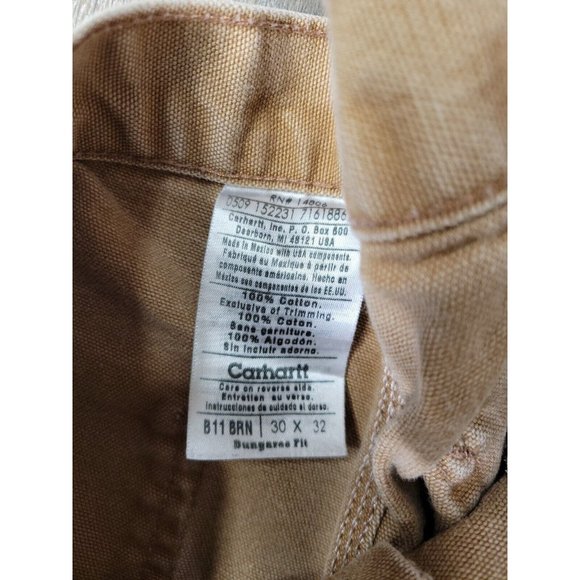 RN# 14806
0509 152231 7161886
Carhartt, Inc. P. O. Box 600
Dearborn, MI 48121 USA
Made in Mexico with USA components.
Fabriqué au Mexique à partir de
composants américains. Hecho en
Mexico con componentes de los EE.UU.
100% Cotton.
Exclusive of Trimming.
100% Coton.
Sans garniture.
100% Algodón.
Sin incluir adorno.
Carhartt
Care on reverse side.
Entretien au verso.
Instrucciones de cuidado al dorso.
B11 BRN 30 X 32
Dungaree Fit